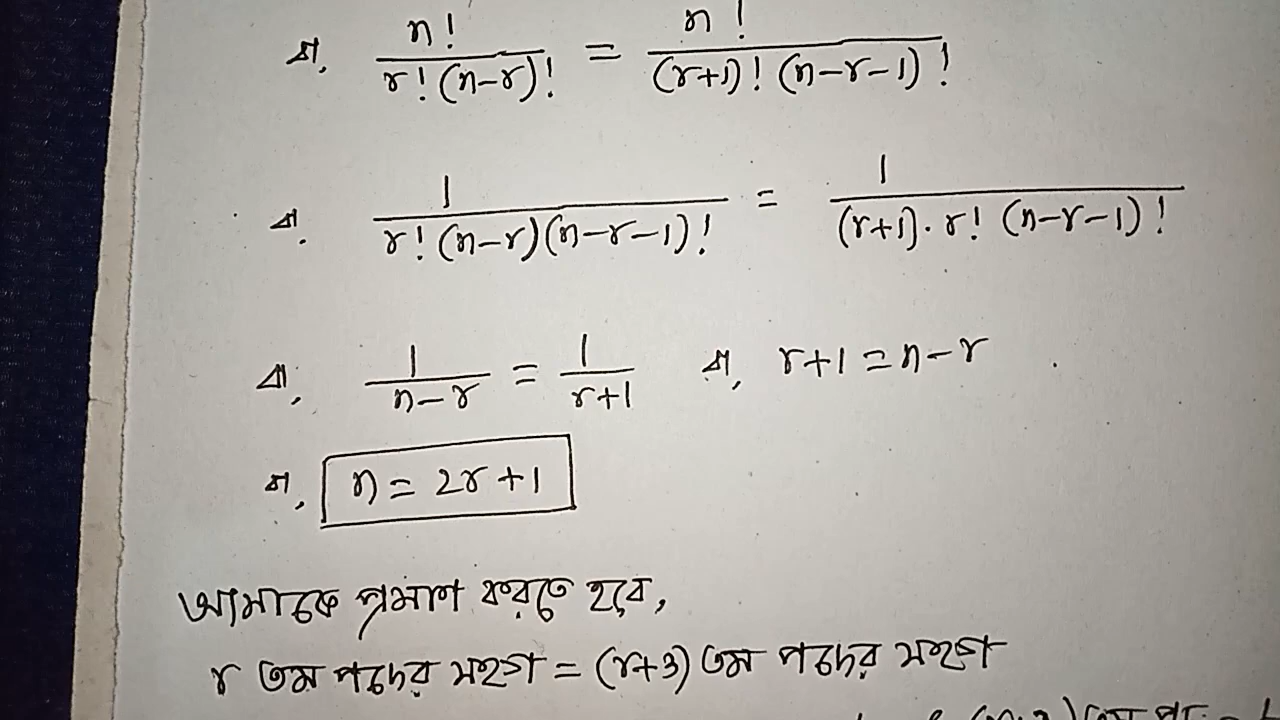 বা, n!/(r!(n-r)!) = n!/((r+1)!(n-r-1)!)
বা, 1/(r!(n-r)(n-r-1)!) = 1/((r+1).r!(n-r-1)!)
বা, 1/(n-r) = 1/(r+1) বা, r+1=n-r
বা, n = 2r+1
আমাকে প্রমাণ করতে হবে,
r তম পদের সহগ = (r+3) তম পদের সহগ